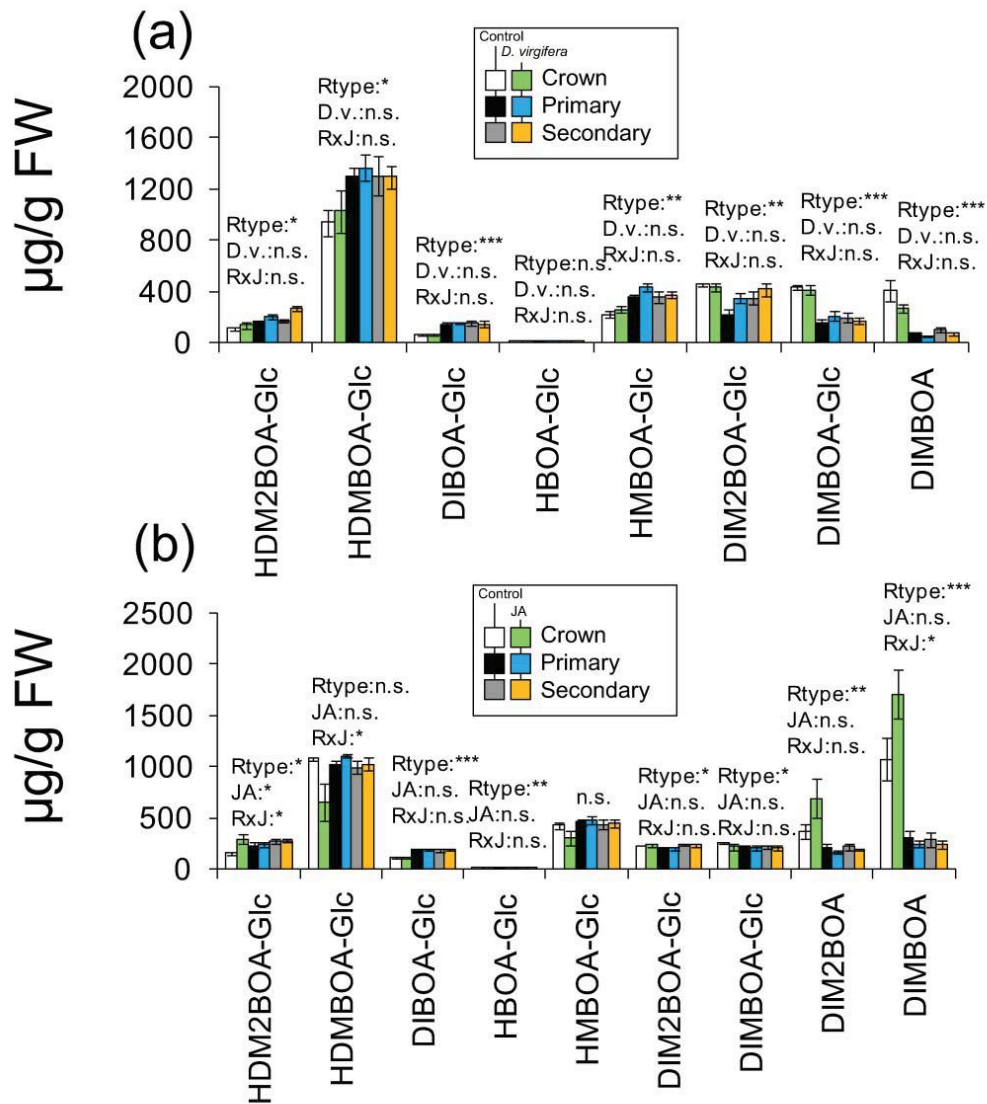 (a)
Control
D. virgifera
Crown
Primary
Secondary
µg/g FW
2000
1600
1200
800
400
0
Rtype:*
D.v.:n.s.
RxJ:n.s.
Rtype:*
D.v.:n.s.
RxJ:n.s.
Rtype:***
D.v.:n.s.
RxJ:n.s.
Rtype:n.s.
D.v.:n.s.
RxJ:n.s.
Rtype:**
D.v.:n.s.
RxJ:n.s.
Rtype:**
D.v.:n.s.
RxJ:n.s.
Rtype:***
D.v.:n.s.
RxJ:n.s.
Rtype:***
D.v.:n.s.
RxJ:n.s.
HDM2BOA-Glc
HDMBOA-Glc
DIBOA-Glc
HBOA-Glc
HMBOA-Glc
DIM2BOA-Glc
DIMBOA-Glc
DIMBOA
(b)
Control
JA
Crown
Primary
Secondary
µg/g FW
2500
2000
1500
1000
500
0
Rtype:*
JA:*
RxJ:*
Rtype:n.s.
JA:n.s.
RxJ:*
Rtype:***
JA:n.s.
RxJ:n.s.
Rtype:**
JA:n.s.
RxJ:n.s.
n.s.
Rtype:*
JA:n.s.
RxJ:n.s.
Rtype:*
JA:n.s.
RxJ:n.s.
Rtype:**
JA:n.s.
RxJ:n.s.
Rtype:***
JA:n.s.
RxJ:*
HDM2BOA-Glc
HDMBOA-Glc
DIBOA-Glc
HBOA-Glc
HMBOA-Glc
DIM2BOA-Glc
DIMBOA-Glc
DIM2BOA
DIMBOA